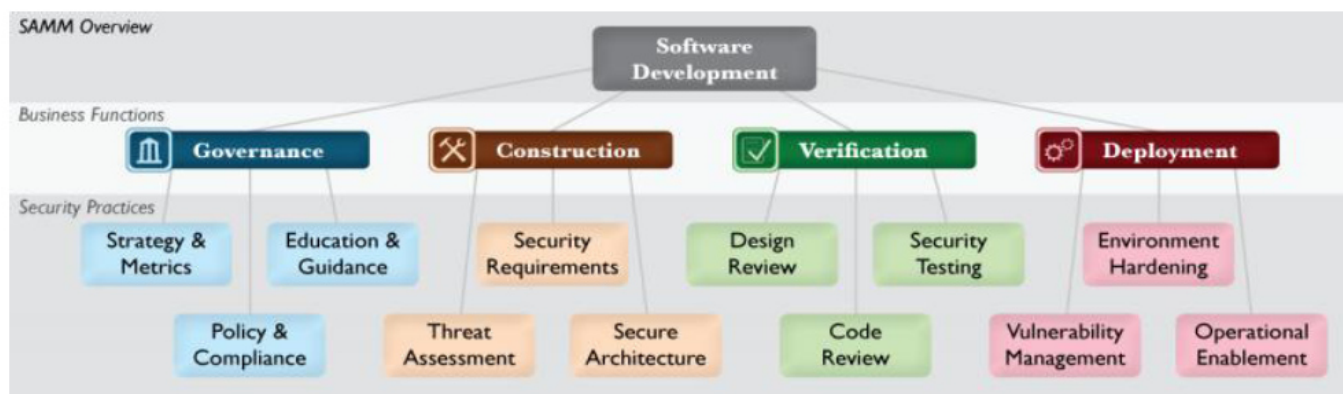 SAMM Overview
Software
Development
Business Functions
Governance
Construction
Verification
Deployment
Security Practices
Strategy &
Metrics
Education &
Guidance
Security
Requirements
Design
Review
Security
Testing
Environment
Hardening
Policy &
Compliance
Threat
Assessment
Secure
Architecture
Code
Review
Vulnerability
Management
Operational
Enablement